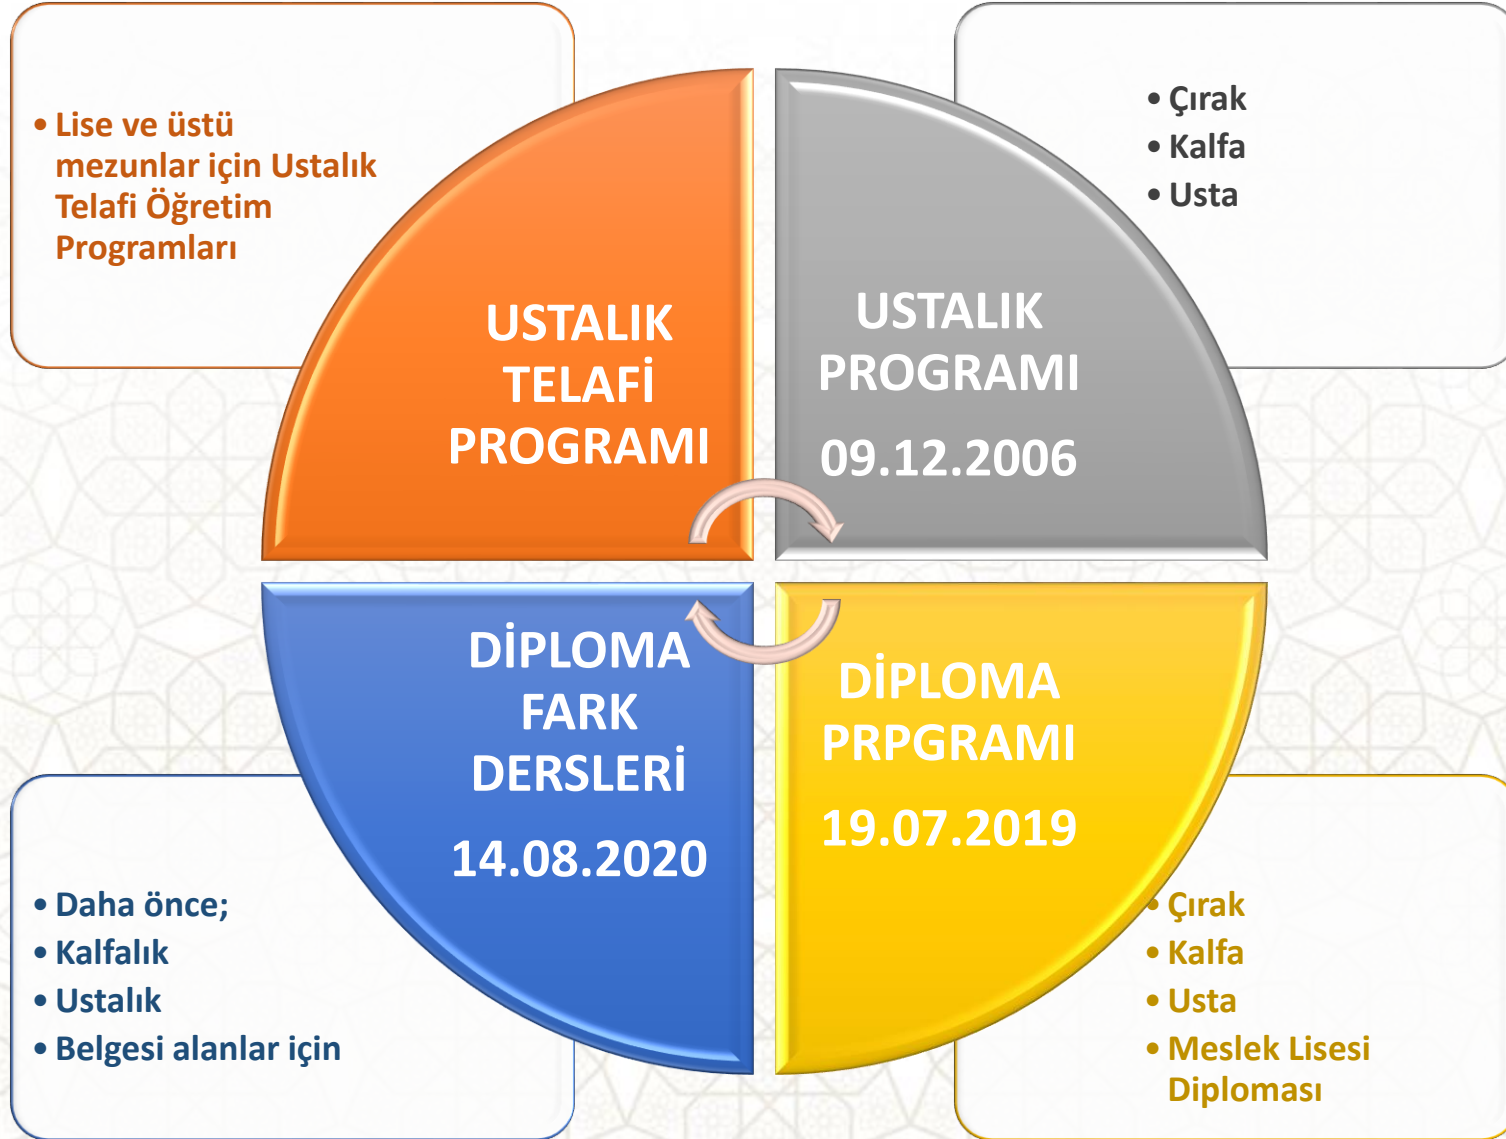 • Lise ve üstü
mezunlar için Ustalık
Telafi Öğretim
Programları
USTALIK
TELAFİ
PROGRAMI
• Çırak
• Kalfa
• Usta
USTALIK
PROGRAMI
09.12.2006
DİPLOMA
FARK
DERSLERİ
14.08.2020
• Daha önce;
• Kalfalık
• Ustalık
• Belgesi alanlar için
DİPLOMA
PRPGRAMI
19.07.2019
• Çırak
• Kalfa
• Usta
• Meslek Lisesi
Diploması